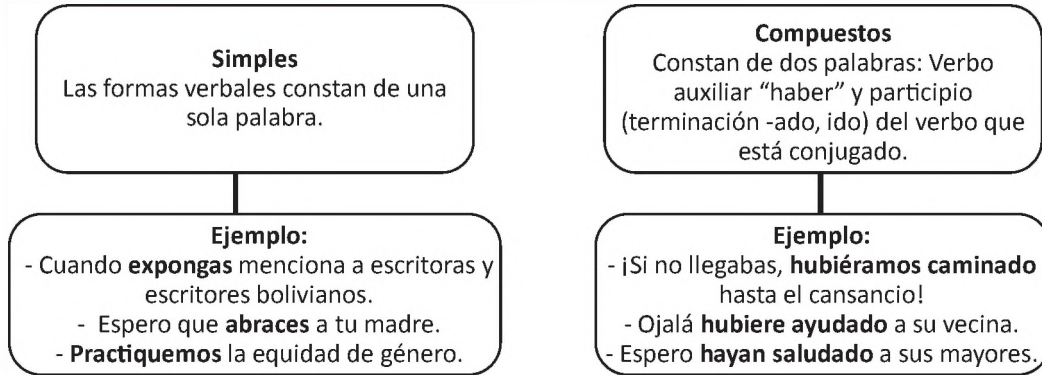 Simples
Las formas verbales constan de una
sola palabra.
Ejemplo:
- Cuando expongas menciona a escritoras y
escritores bolivianos.
- Espero que abraces a tu madre.
- Practiquemos la equidad de género.
Compuestos
Constan de dos palabras: Verbo
auxiliar “haber” y participio
(terminación -ado, ido) del verbo que
está conjugado.
Ejemplo:
- ¡Si no llegabas, hubiéramos caminado
hasta el cansancio!
- Ojalá hubiere ayudado a su vecina.
- Espero hayan saludado a sus mayores.